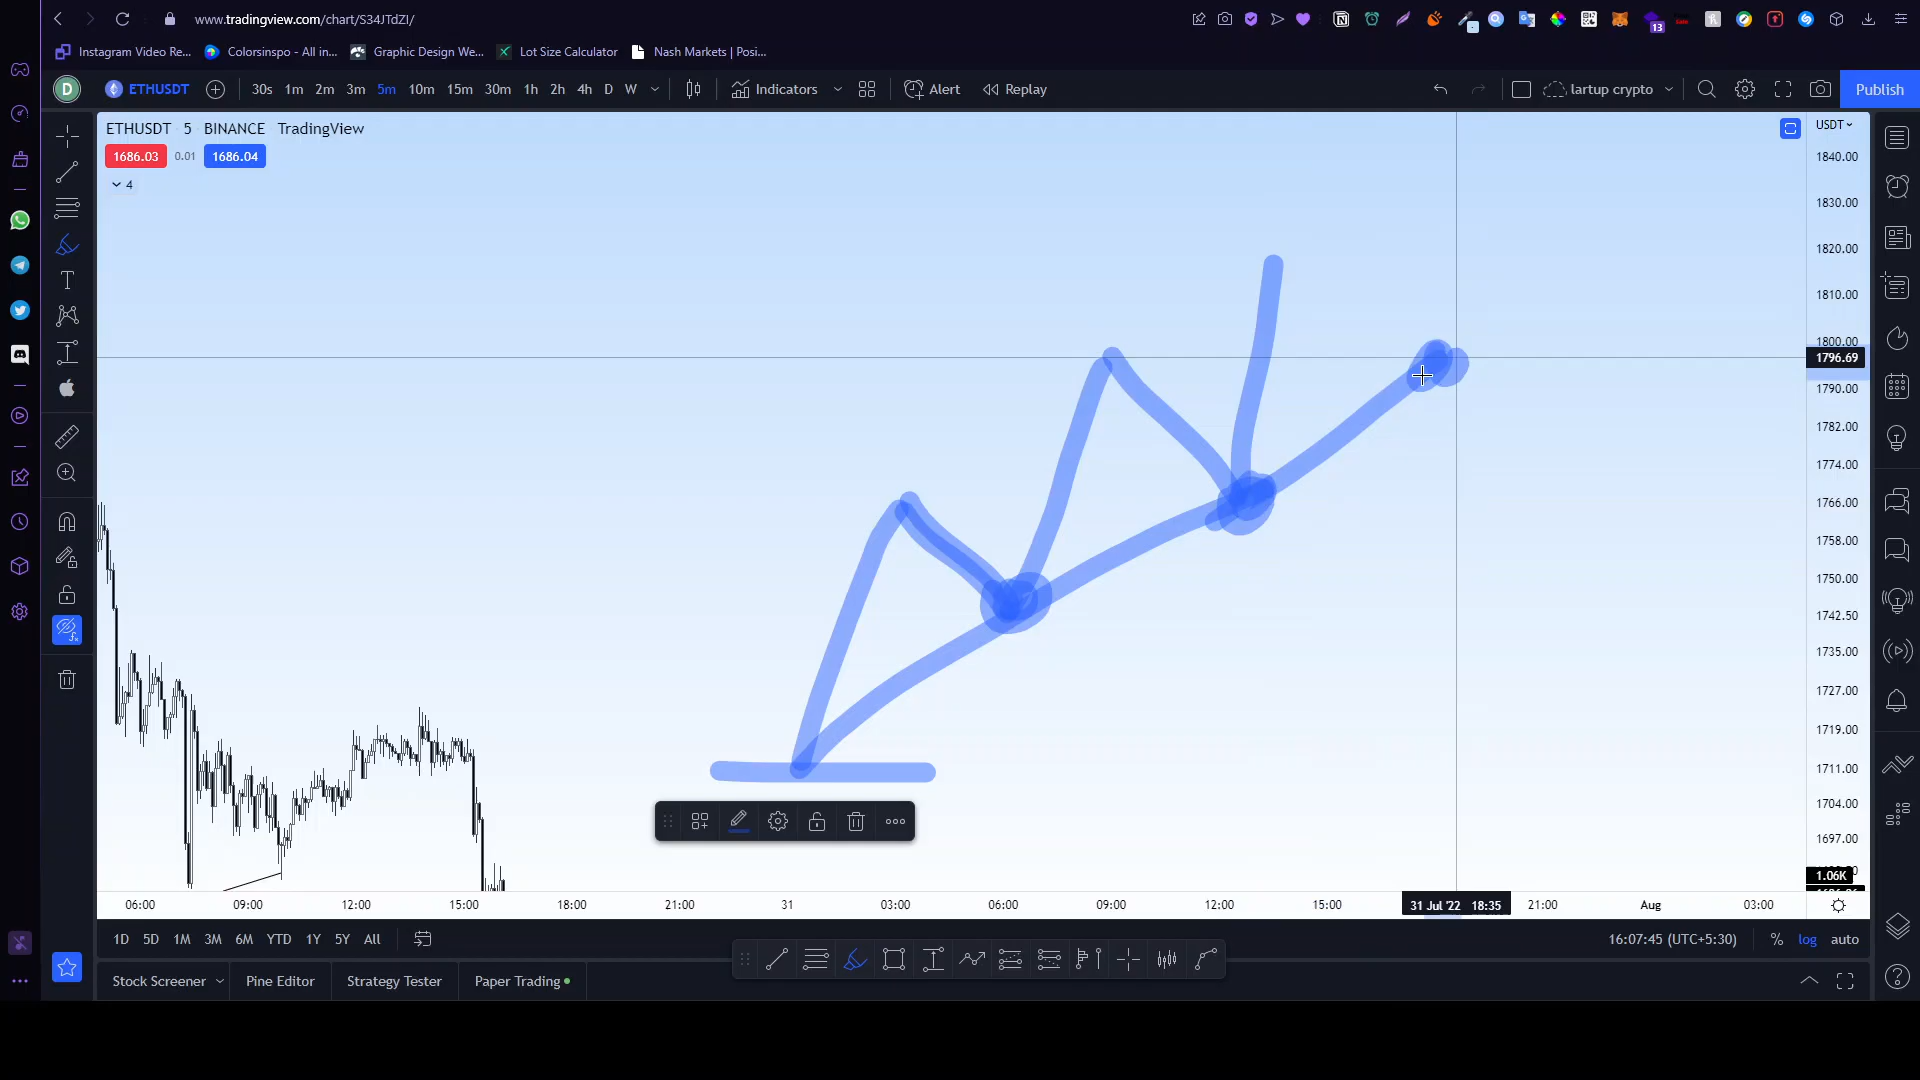 www.tradingview.com/chart/S34JTdZI/
13
Instagram Video Re...
Colorsinspo - All in...
Graphic Design We...
Lot Size Calculator
Nash Markets | Posi...
D
ETHUSDT
30s 1m 2m 3m 5m 10m 15m 30m 1h 2h 4h D W
Indicators
Alert
Replay
lartup crypto
Publish
ETHUSDT 5 BINANCE TradingView
1686.03 0.01 1686.04
4
USDT
1840.00
1830.00
1820.00
1810.00
1800.00
1796.69
1790.00
1782.00
1774.00
1766.00
1758.00
1750.00
1742.50
1735.00
1727.00
1719.00
1711.00
1704.00
1697.00
1.06K
06:00 09:00 12:00 15:00 18:00 21:00 31 03:00 06:00 09:00 12:00 15:00 31 Jul '22 18:35 21:00 Aug 03:00
1D 5D 1M 3M 6M YTD 1Y 5Y All
16:07:45 (UTC+5:30) % log auto
Stock Screener
Pine Editor
Strategy Tester
Paper Trading